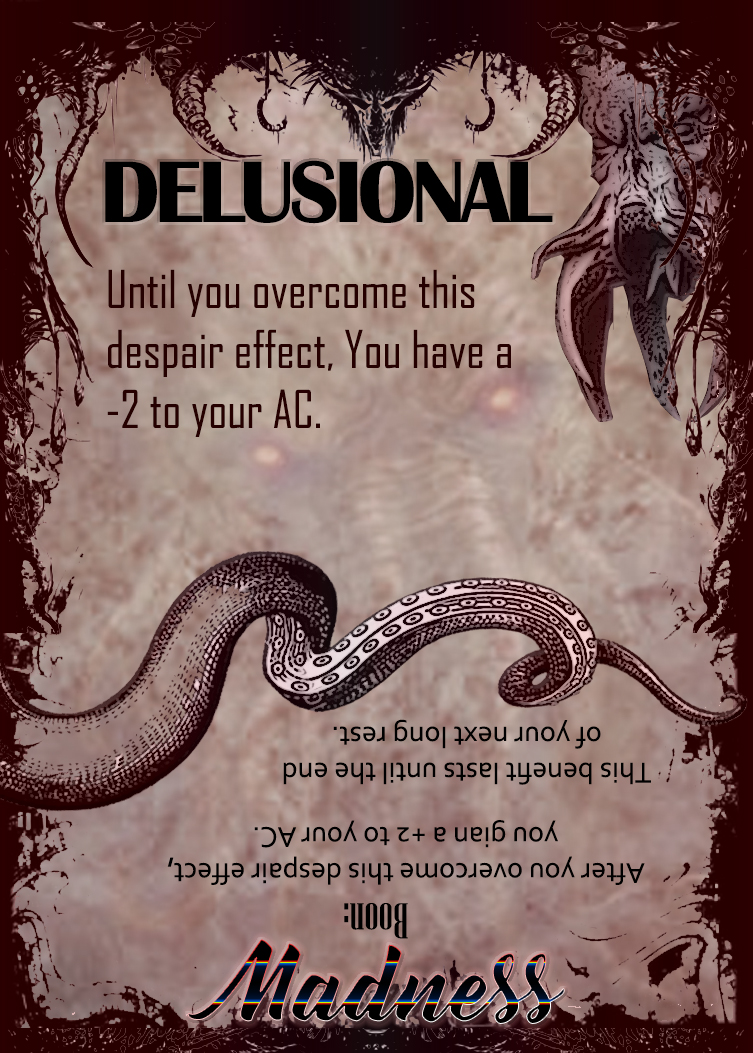 DELUSIONAL
Until you overcome this
despair effect, You have a
-2 to your AC.
Boon:
After you overcome this despair effect,
you gian a +2 to your AC.
This benefit lasts until the end
of your next long rest.
Madness